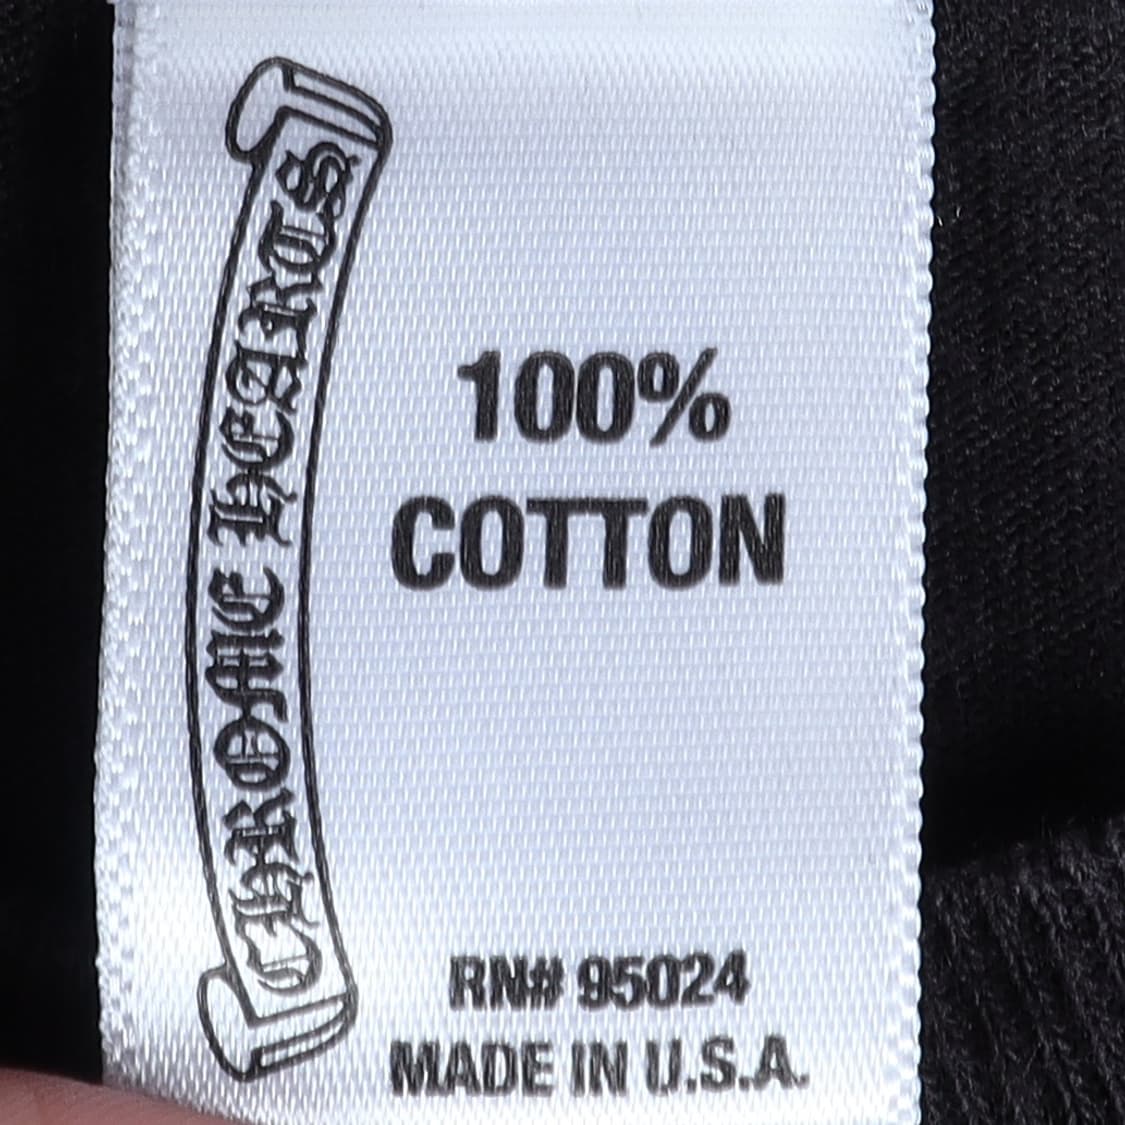 CHROME HEARTS
100%
COTTON
RN# 95024
MADE IN U.S.A.